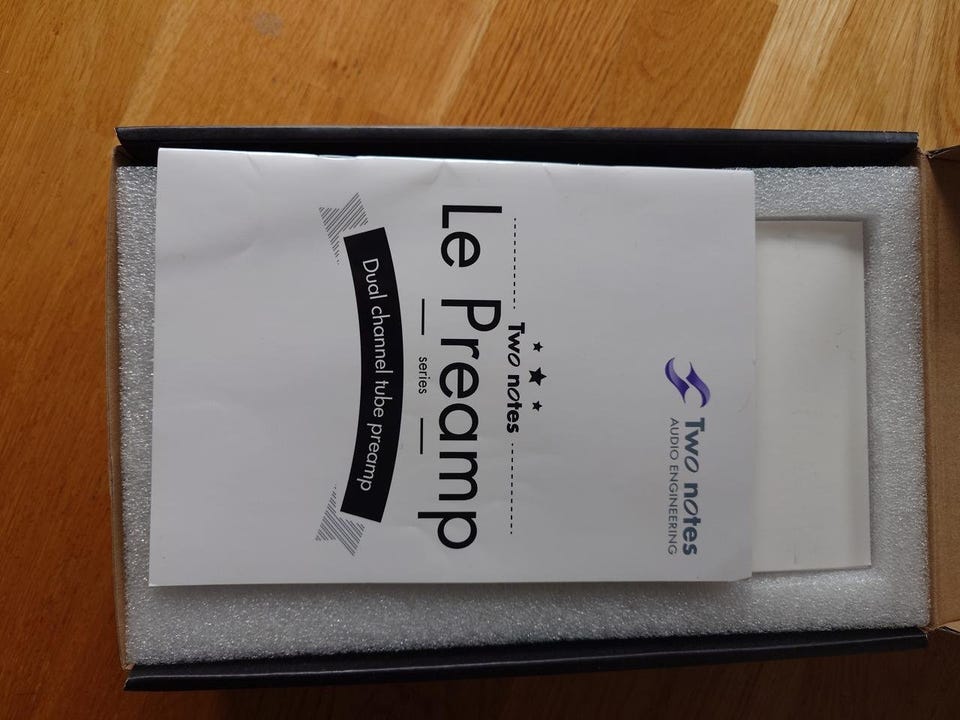 Two notes
AUDIO ENGINEERING
Two notes
Le Preamp
series
Dual channel tube preamp